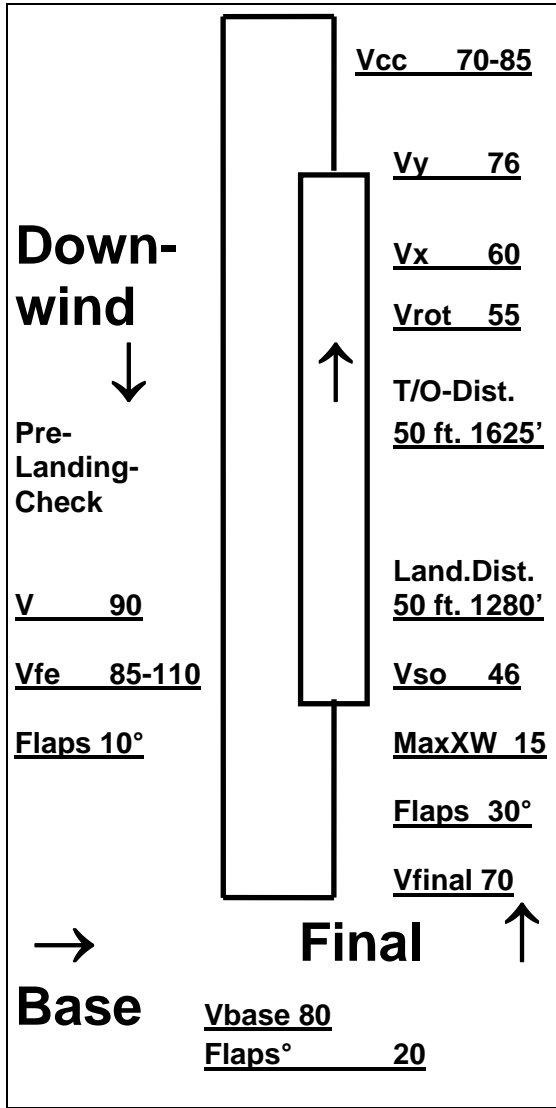 Vcc 70-85
Vy 76
Down-
wind
Vx 60
Vrot 55
T/O-Dist.
50 ft. 1625’
Pre-
Landing-
Check
Land.Dist.
50 ft. 1280’
V 90
Vfe 85-110
Vso 46
Flaps 10°
MaxXW 15
Flaps 30°
Vfinal 70
Final
Base
Vbase 80
Flaps° 20